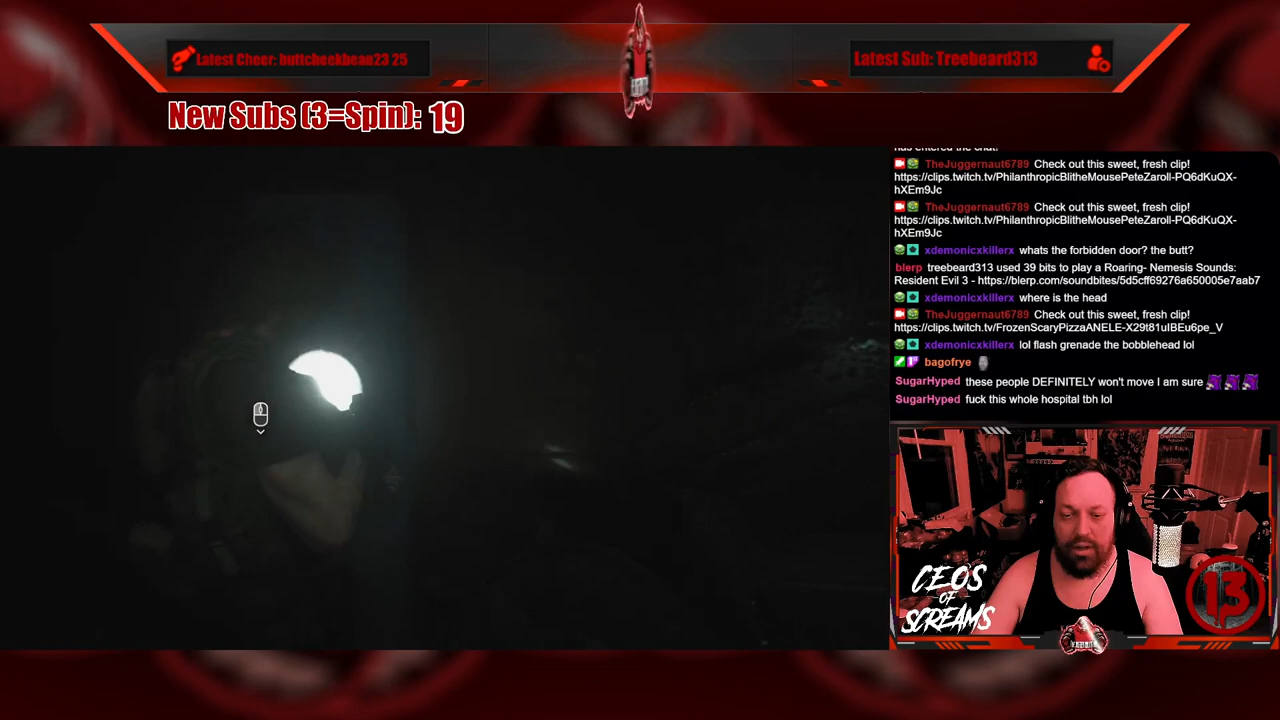 Latest Cheer: buttcheekbean23 25
Latest Sub: Treebeard313
New Subs (3=Spin): 19
has entered the chat!
TheJuggernaut6789 Check out this sweet, fresh clip!
https://clips.twitch.tv/PhilanthropicBlitheMousePeteZaroll-PQ6dKuQX-
hXEm9Jc
TheJuggernaut6789 Check out this sweet, fresh clip!
https://clips.twitch.tv/PhilanthropicBlitheMousePeteZaroll-PQ6dKuQX-
hXEm9Jc
xdemonicxkillerx whats the forbidden door? the butt?
blerp treebeard313 used 39 bits to play a Roaring- Nemesis Sounds:
Resident Evil 3 - https://blerp.com/soundbites/5d5cff69276a650005e7aab7
xdemonicxkillerx where is the head
TheJuggernaut6789 Check out this sweet, fresh clip!
https://clips.twitch.tv/FrozenScaryPizzaANELE-X29t81uIBEu6pe_V
xdemonicxkillerx lol flash grenade the bobblehead lol
bagofrye
SugarHyped these people DEFINITELY won't move I am sure
SugarHyped fuck this whole hospital tbh lol
CEOS
OF
SCREAMS
13